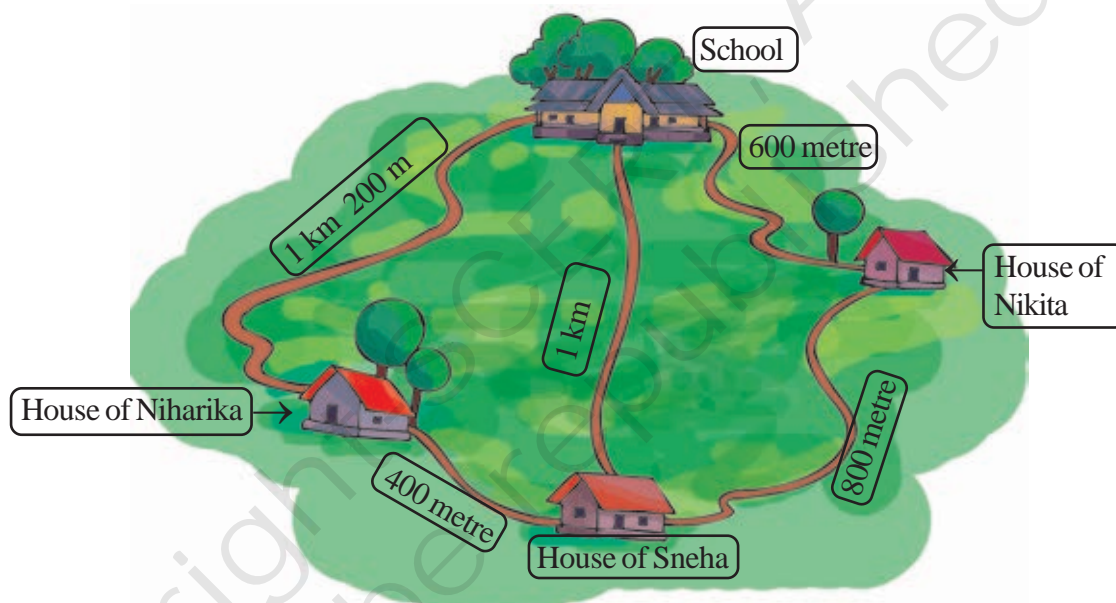 School
600 metre
1 km 200 m
House of
Nikita
1 km
House of Niharika
800 metre
400 metre
House of Sneha